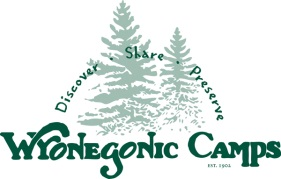 Discover · Share · Preserve
Wyonegonic Camps
EST. 1902